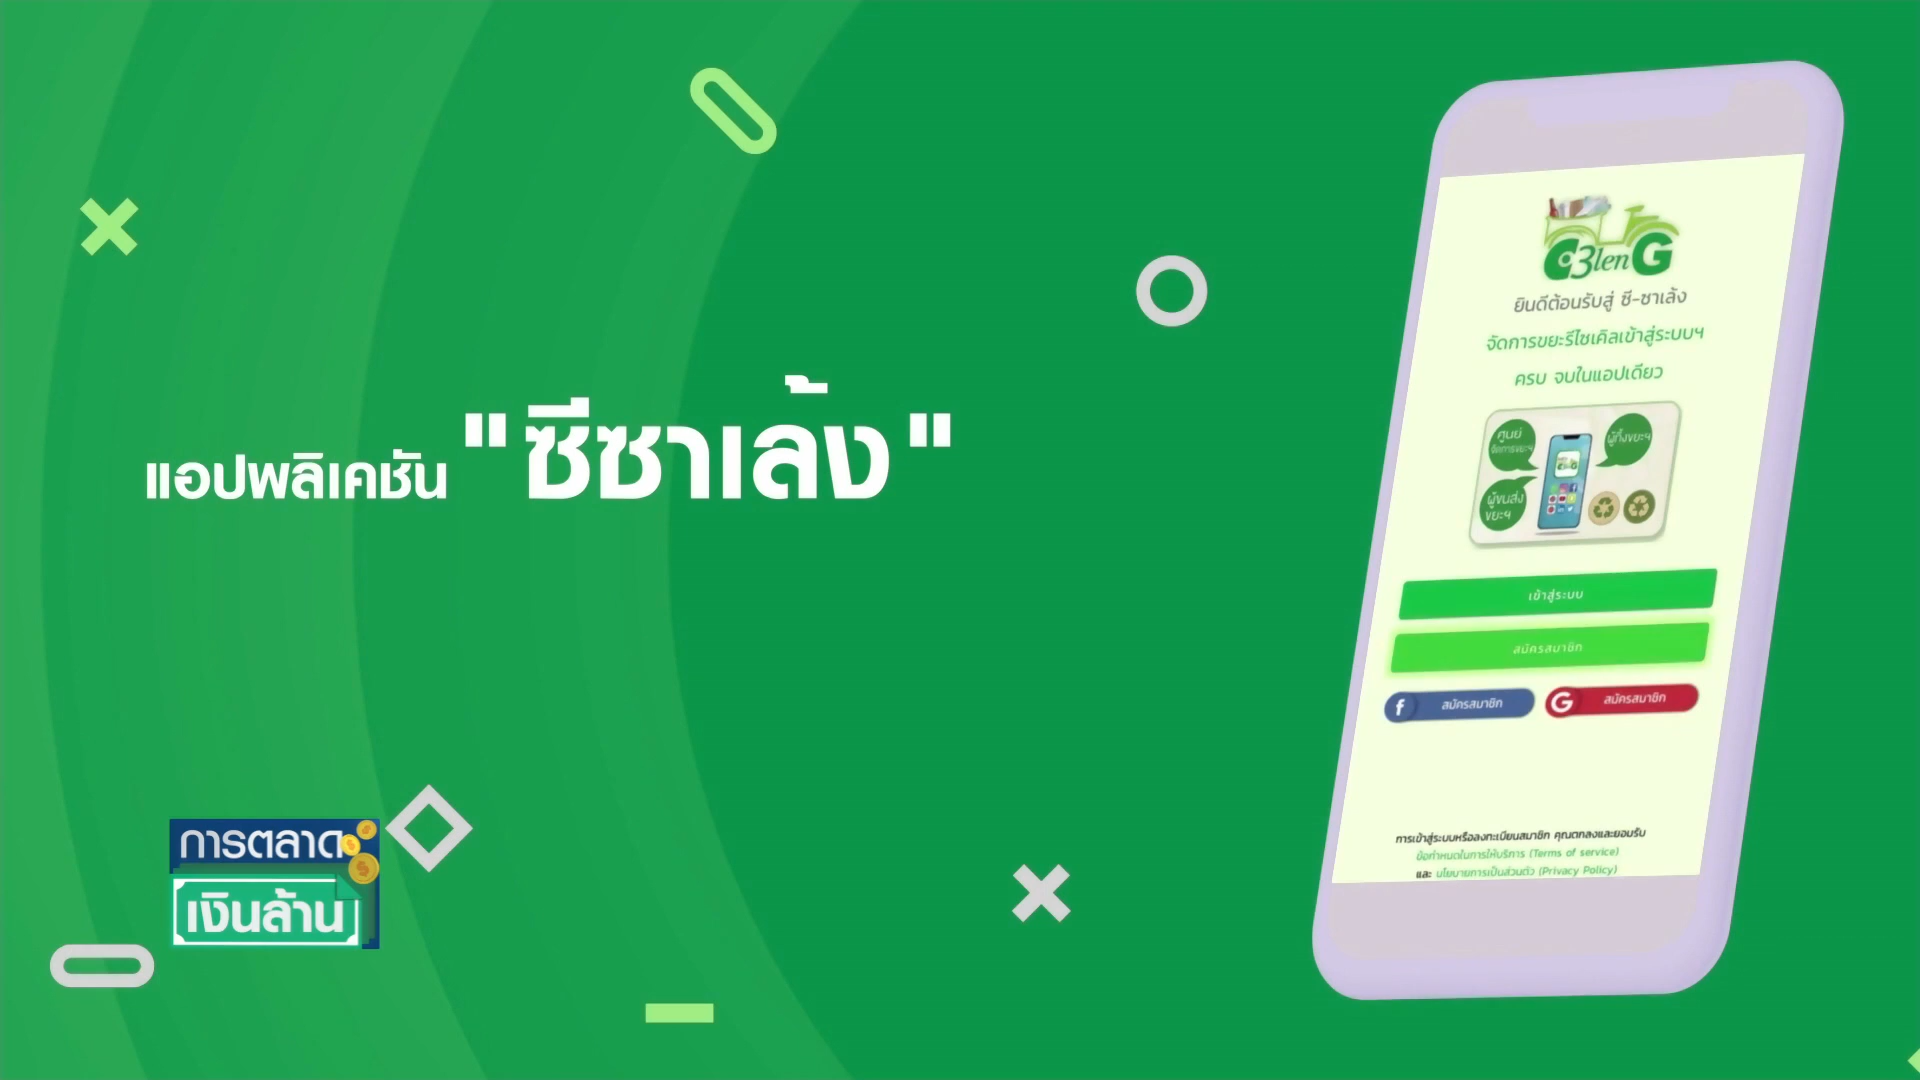 แอปพลิเคชัน "ซีซาเล้ง"
การตลาด
เงินล้าน
C3lenG
ยินดีต้อนรับสู่ ซี-ซาเล้ง
จัดการขยะรีไซเคิลเข้าสู่ระบบฯ
ครบ จบในแอปเดียว
ศูนย์
จัดการขยะฯ
ผู้ทิ้งขยะฯ
ผู้ขนส่ง
ขยะฯ
เข้าสู่ระบบ
สมัครสมาชิก
f สมัครสมาชิก
G สมัครสมาชิก
การเข้าสู่ระบบหรือลงทะเบียนสมาชิก คุณตกลงและยอมรับ
ข้อกำหนดในการให้บริการ (Terms of service)
และ นโยบายการเป็นส่วนตัว (Privacy Policy)